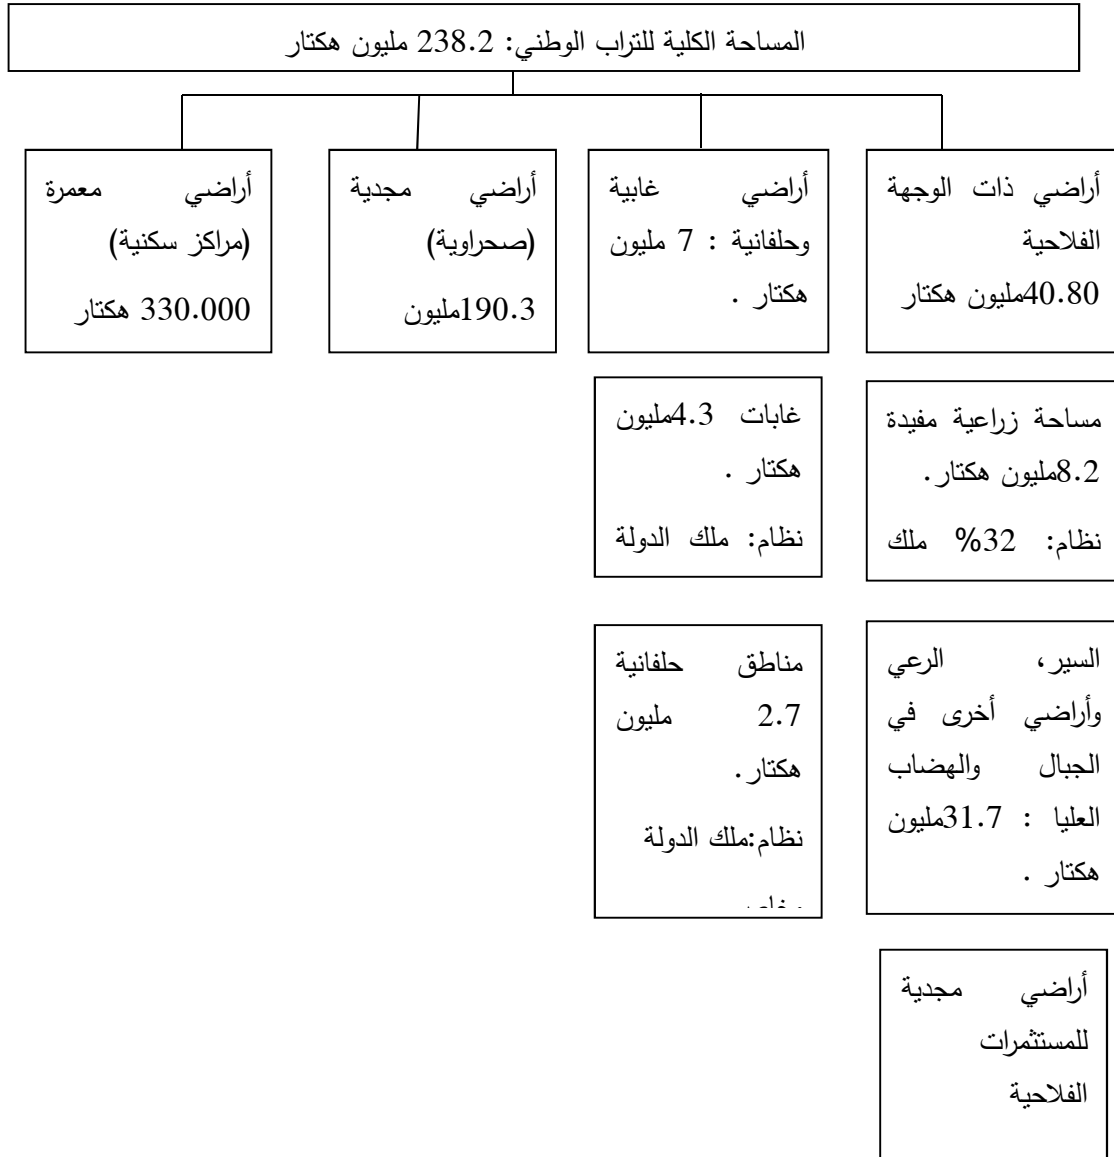 المساحة الكلية للتراب الوطني: 238.2 مليون هكتار
أراضي ذات الوجهة
الفلاحية
40.80مليون هكتار
أراضي غابية
وحلفانية : 7 مليون
هكتار .
أراضي مجدية
(صحراوية)
190.3مليون
أراضي معمرة
(مراكز سكنية)
330.000 هكتار
مساحة زراعية مفيدة
8.2مليون هكتار.
نظام: 32% ملك
غابات 4.3مليون
هكتار .
نظام: ملك الدولة
السير، الرعي
وأراضي أخرى في
الجبال والهضاب
العليا : 31.7مليون
هكتار .
مناطق حلفانية
2.7 مليون
هكتار.
نظام:ملك الدولة
أراضي مجدية
للمستثمرات
الفلاحية